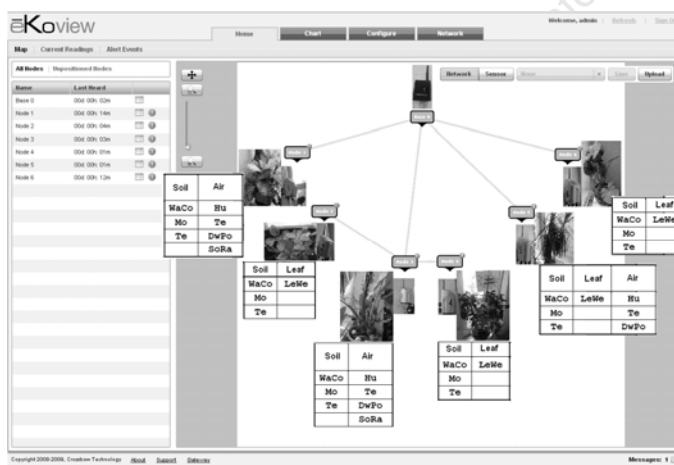 ēKoview
Welcome, admin | Refresh | Sign O
Home Chart Configure Network
Map | Current Readings | Alert Events
All Nodes | Unpositioned Nodes
Name Last Heard
Base 0 00d 00h 02m
Node 1 00d 00h 14m
Node 2 00d 00h 04m
Node 3 00d 00h 03m
Node 4 00d 00h 01m
Node 5 00d 00h 01m
Node 6 00d 00h 12m
Network Sensor None Save Upload
Base 0
Soil Air
WaCo Hu
Mo Te
Te DwPo
SoRa
Soil Leaf
WaCo LeWe
Mo
Te
Soil Air
WaCo Hu
Mo Te
Te DwPo
SoRa
Soil Leaf
WaCo LeWe
Mo
Te
Soil Leaf Air
WaCo LeWe Hu
Mo Te
Te DwPo
Soil Leaf
WaCo LeWe
Mo
Te
Copyright 2008-2009, Crossbow Technology About Support Gateway
Messages: 1